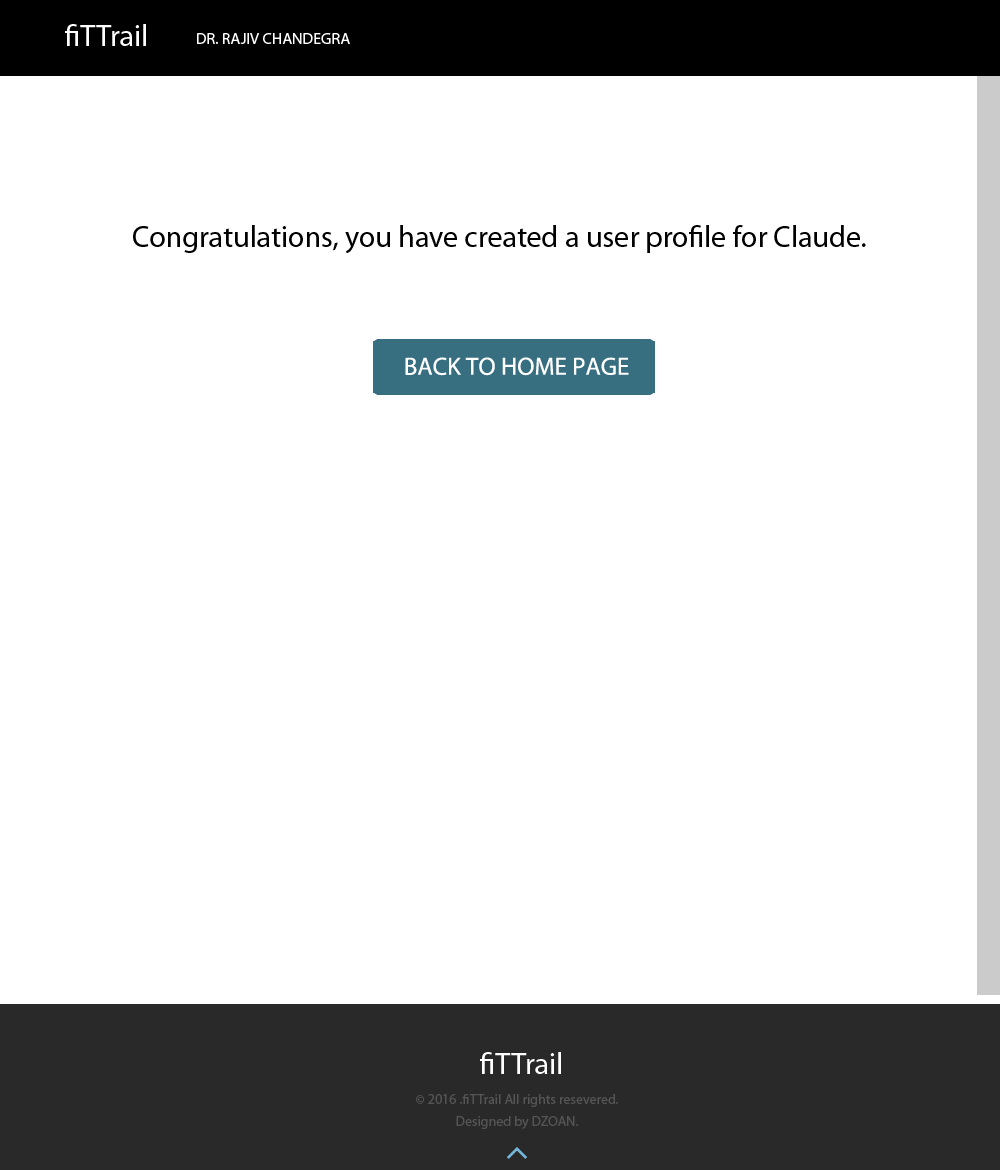 fiTTrail DR. RAJIV CHANDEGRA
Congratulations, you have created a user profile for Claude.
BACK TO HOME PAGE
fiTTrail
© 2016 .fiTTrail All rights resevered.
Designed by DZOAN.